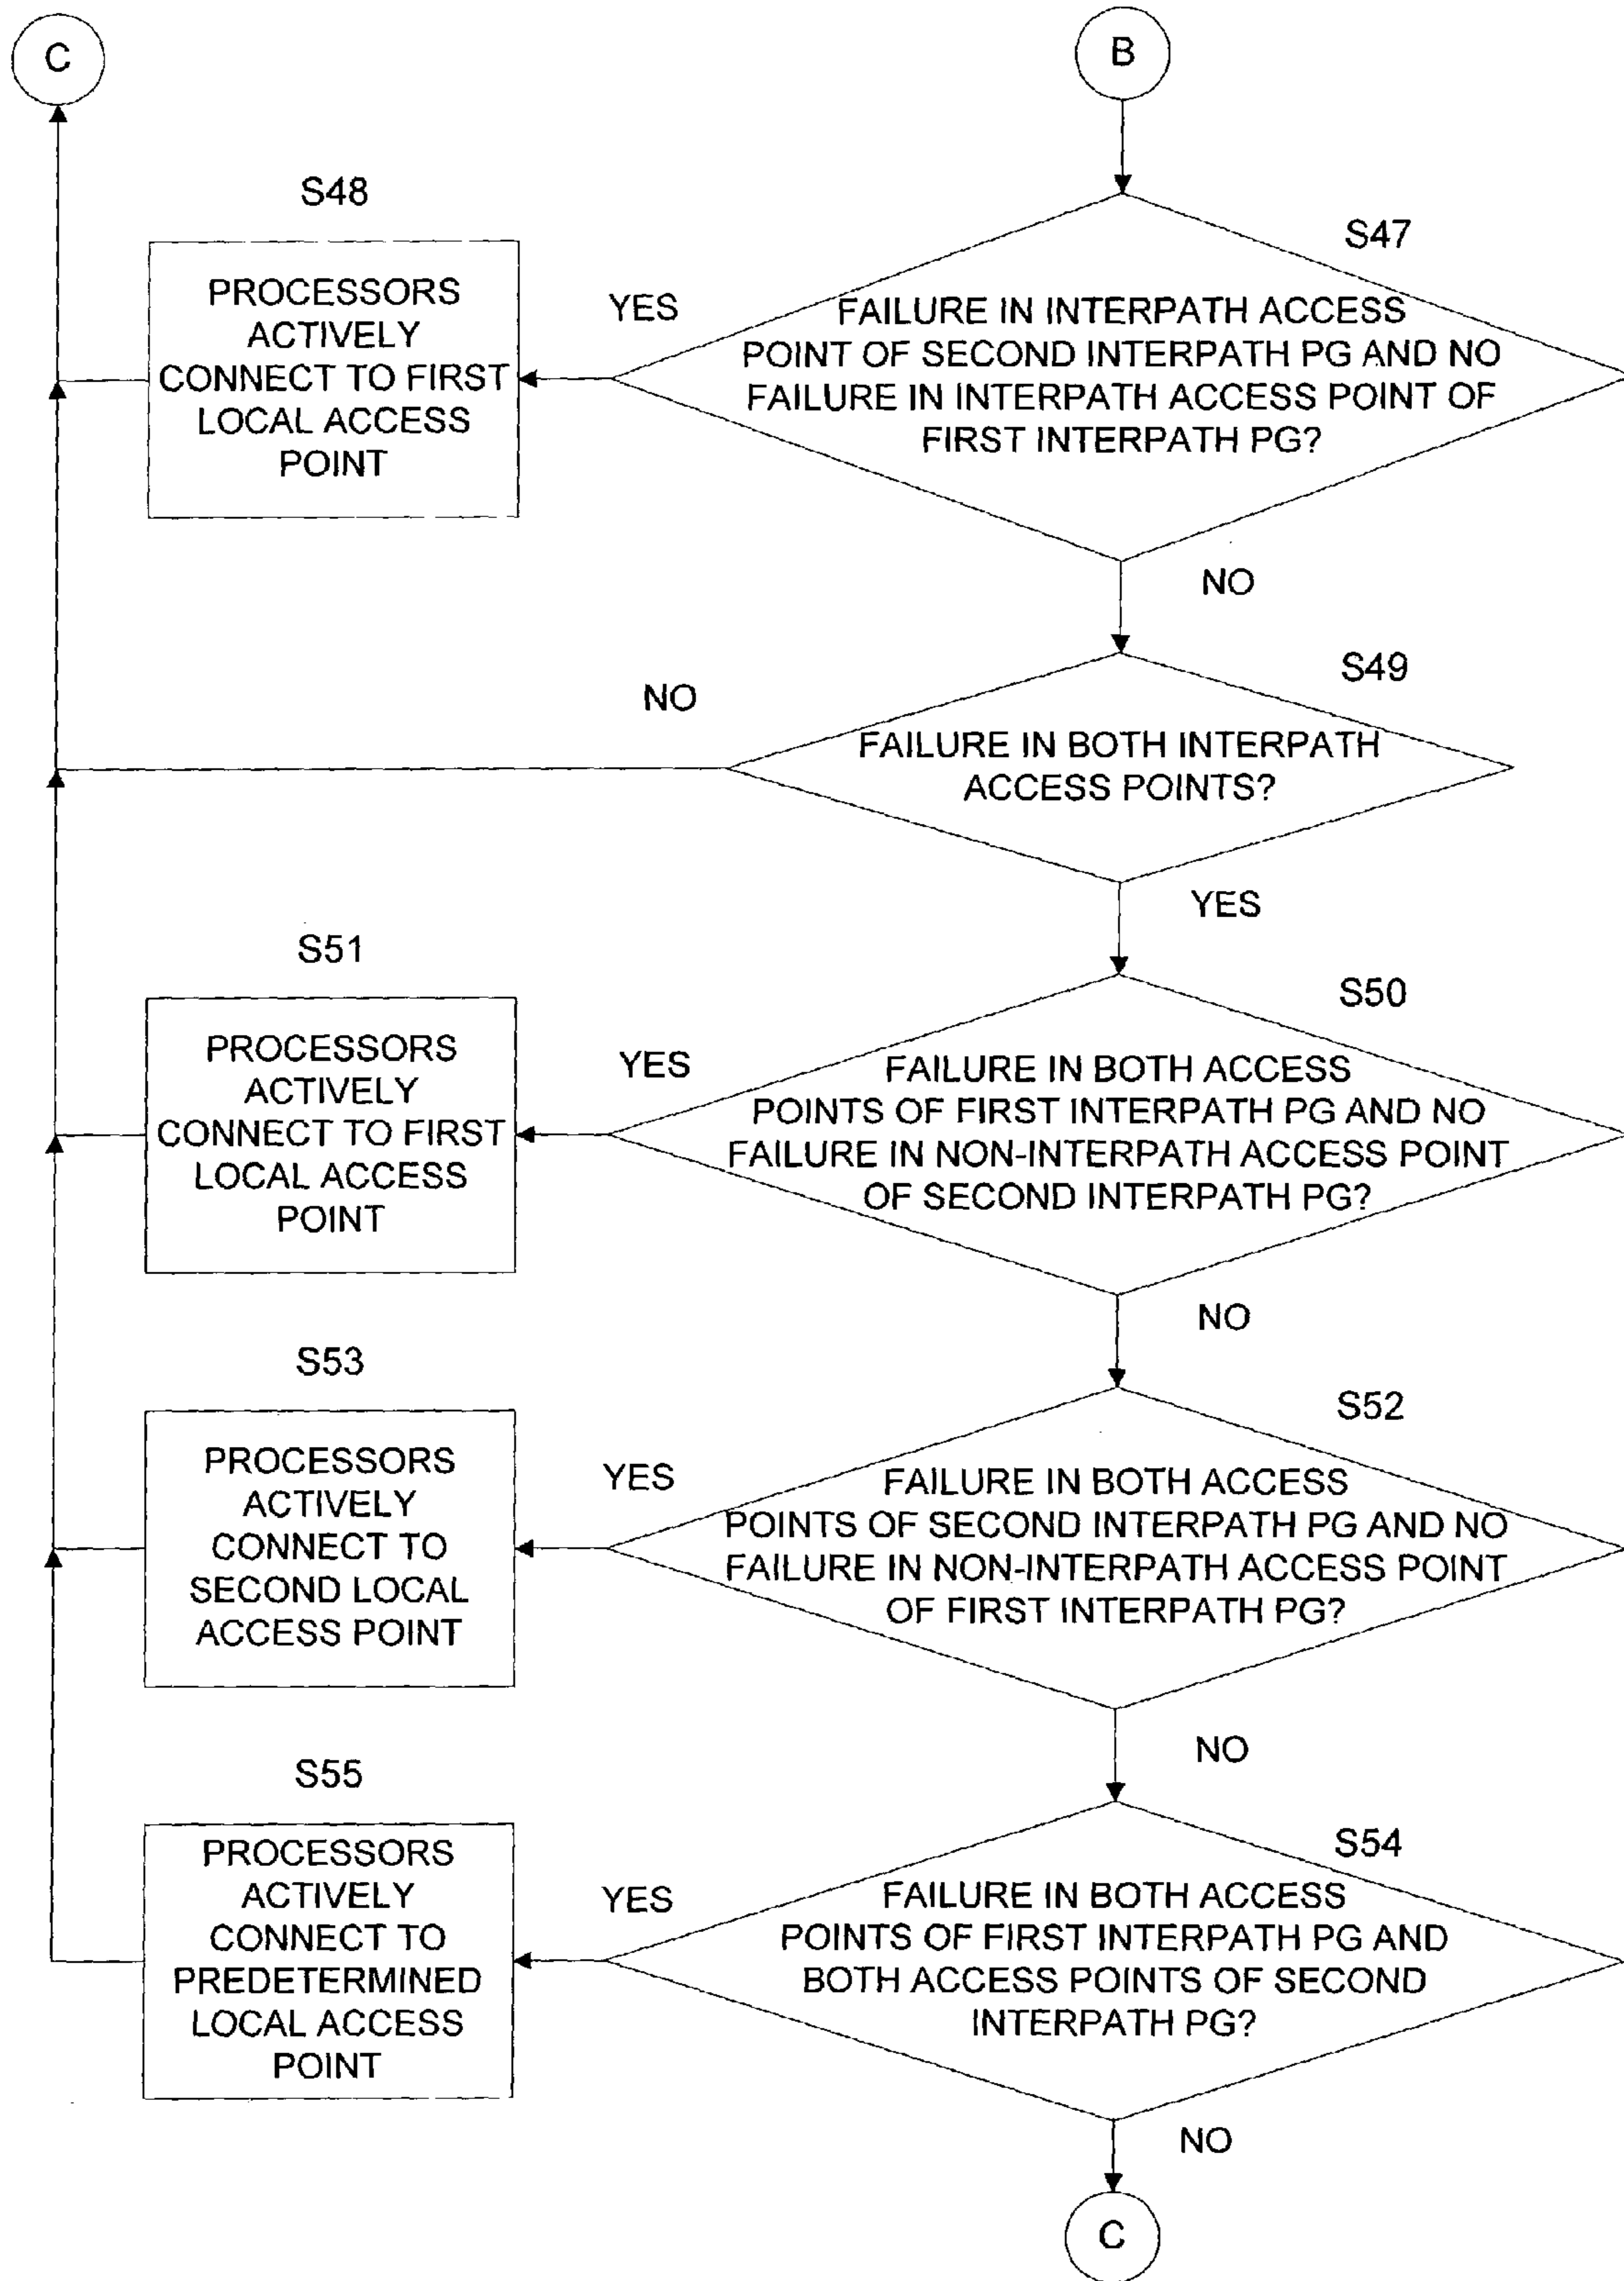 C
B
S48
PROCESSORS
ACTIVELY
CONNECT TO FIRST
LOCAL ACCESS
POINT
YES
S47
FAILURE IN INTERPATH ACCESS
POINT OF SECOND INTERPATH PG AND NO
FAILURE IN INTERPATH ACCESS POINT OF
FIRST INTERPATH PG?
NO
S49
NO
FAILURE IN BOTH INTERPATH
ACCESS POINTS?
YES
S51
PROCESSORS
ACTIVELY
CONNECT TO FIRST
LOCAL ACCESS
POINT
YES
S50
FAILURE IN BOTH ACCESS
POINTS OF FIRST INTERPATH PG AND NO
FAILURE IN NON-INTERPATH ACCESS POINT
OF SECOND INTERPATH PG?
NO
S53
PROCESSORS
ACTIVELY
CONNECT TO
SECOND LOCAL
ACCESS POINT
YES
S52
FAILURE IN BOTH ACCESS
POINTS OF SECOND INTERPATH PG AND NO
FAILURE IN NON-INTERPATH ACCESS POINT
OF FIRST INTERPATH PG?
NO
S55
PROCESSORS
ACTIVELY
CONNECT TO
PREDETERMINED
LOCAL ACCESS
POINT
YES
S54
FAILURE IN BOTH ACCESS
POINTS OF FIRST INTERPATH PG AND
BOTH ACCESS POINTS OF SECOND
INTERPATH PG?
NO
C